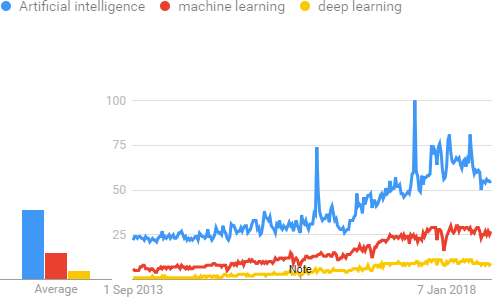 Artificial intelligence machine learning deep learning
100
75
50
25
Note
Average 1 Sep 2013 7 Jan 2018